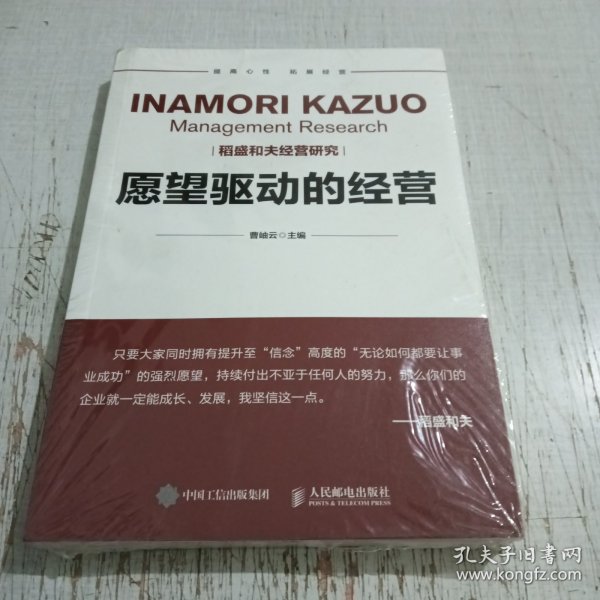 提高心性 拓展经营
INAMORI KAZUO
Management Research
稻盛和夫经营研究
愿望驱动的经营
曹岫云◎主编
只要大家同时拥有提升至“信念”高度的“无论如何都要让事
业成功”的强烈愿望，持续付出不亚于任何人的努力，那么你们的
企业就一定能成长、发展，我坚信这一点。
——稻盛和夫
中国工信出版集团 人民邮电出版社
POSTS & TELECOM PRESS
孔夫子旧书网
www.kongfz.com